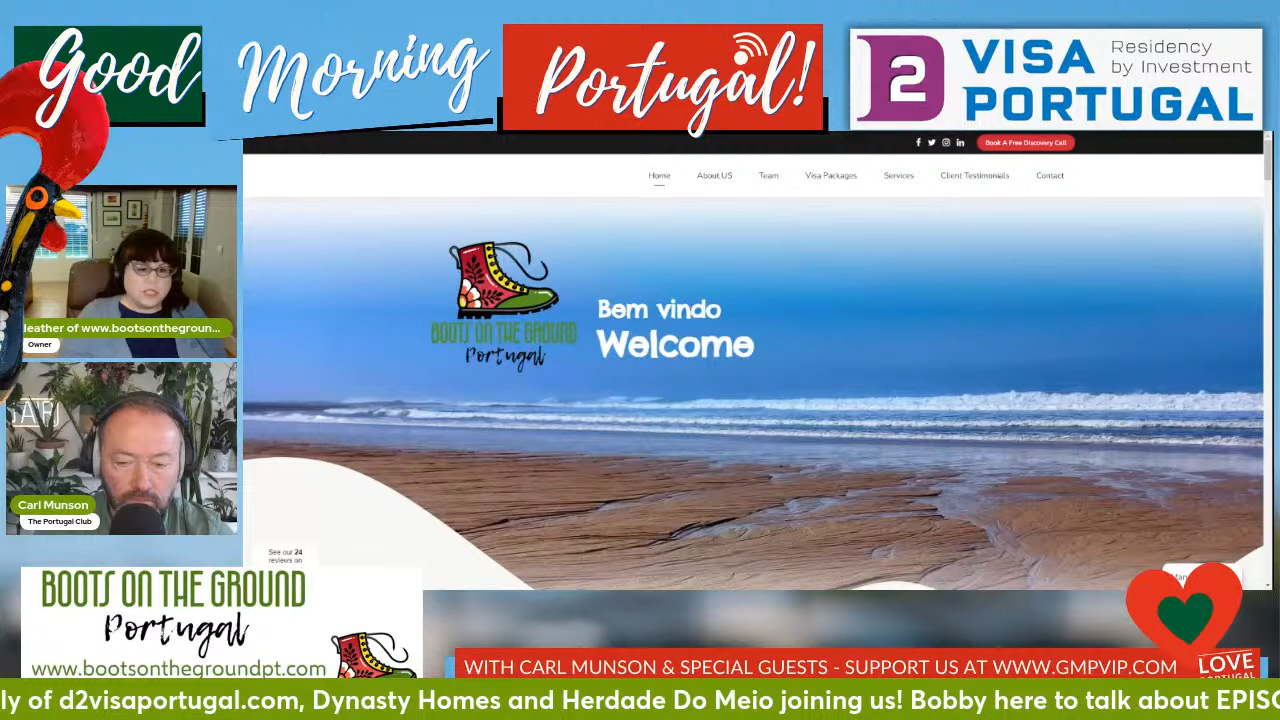 Good Morning Portugal!
D2 VISA PORTUGAL Residency by Investment
Book A Free Discovery Call
Home About US Team Visa Packages Services Client Testimonials Contact
BOOTS ON THE GROUND
Portugal
Bem vindo
Welcome
leather of www.bootsonthegroun...
Owner
Carl Munson
The Portugal Club
See our 24
reviews on
BOOTS ON THE GROUND
Portugal
www.bootsonthegroundpt.com
WITH CARL MUNSON & SPECIAL GUESTS - SUPPORT US AT WWW.GMPVIP.COM
LOVE
PORTUGAL
ly of d2visaportugal.com, Dynasty Homes and Herdade Do Meio joining us! Bobby here to talk about EPISO